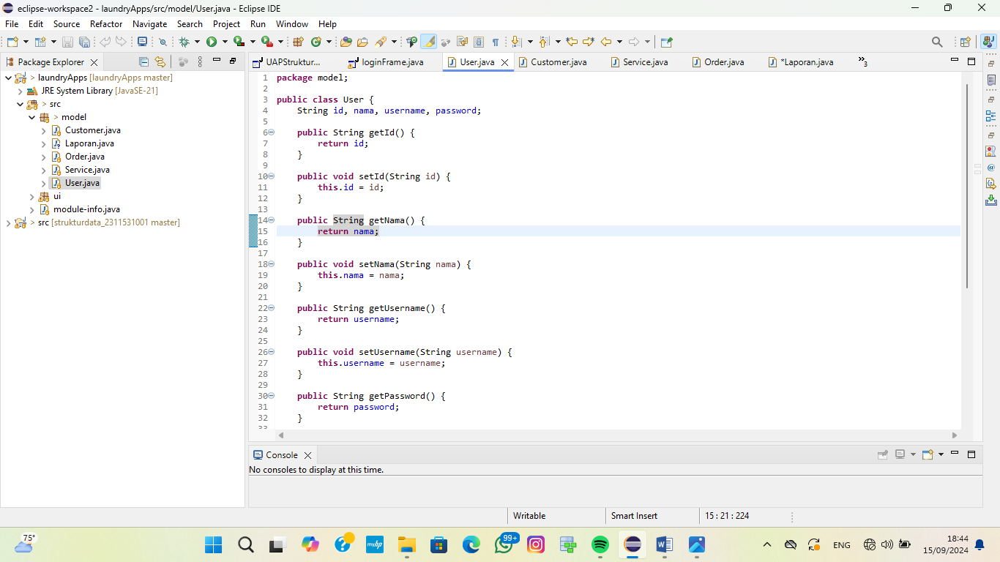 eclipse-workspace2 - laundryApps/src/model/User.java - Eclipse IDE
File Edit Source Refactor Navigate Search Project Run Window Help
Package Explorer
UAPStruktur... loginFrame.java User.java Customer.java Service.java Order.java *Laporan.java »3
> laundryApps [laundryApps master]
JRE System Library [JavaSE-21]
> src
> model
Customer.java
Laporan.java
Order.java
Service.java
User.java
ui
module-info.java
> src [strukturdata_2311531001 master]
1 package model;
2
3 public class User {
4 String id, nama, username, password;
5
6 public String getId() {
7 return id;
8 }
9
10 public void setId(String id) {
11 this.id = id;
12 }
13
14 public String getNama() {
15 return nama;
16 }
17
18 public void setNama(String nama) {
19 this.nama = nama;
20 }
21
22 public String getUsername() {
23 return username;
24 }
25
26 public void setUsername(String username) {
27 this.username = username;
28 }
29
30 public String getPassword() {
31 return password;
32 }
33
Console
No consoles to display at this time.
Writable Smart Insert 15 : 21 : 224
75°
myhp
99+
ENG
18:44
15/09/2024